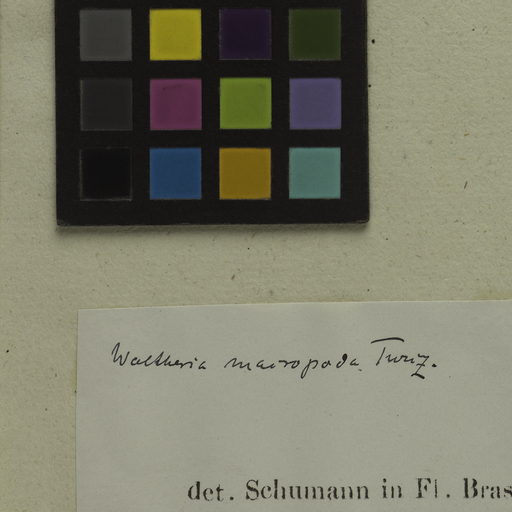 Waltheria macropoda Turcz.
det. Schumann in Fl. Bras